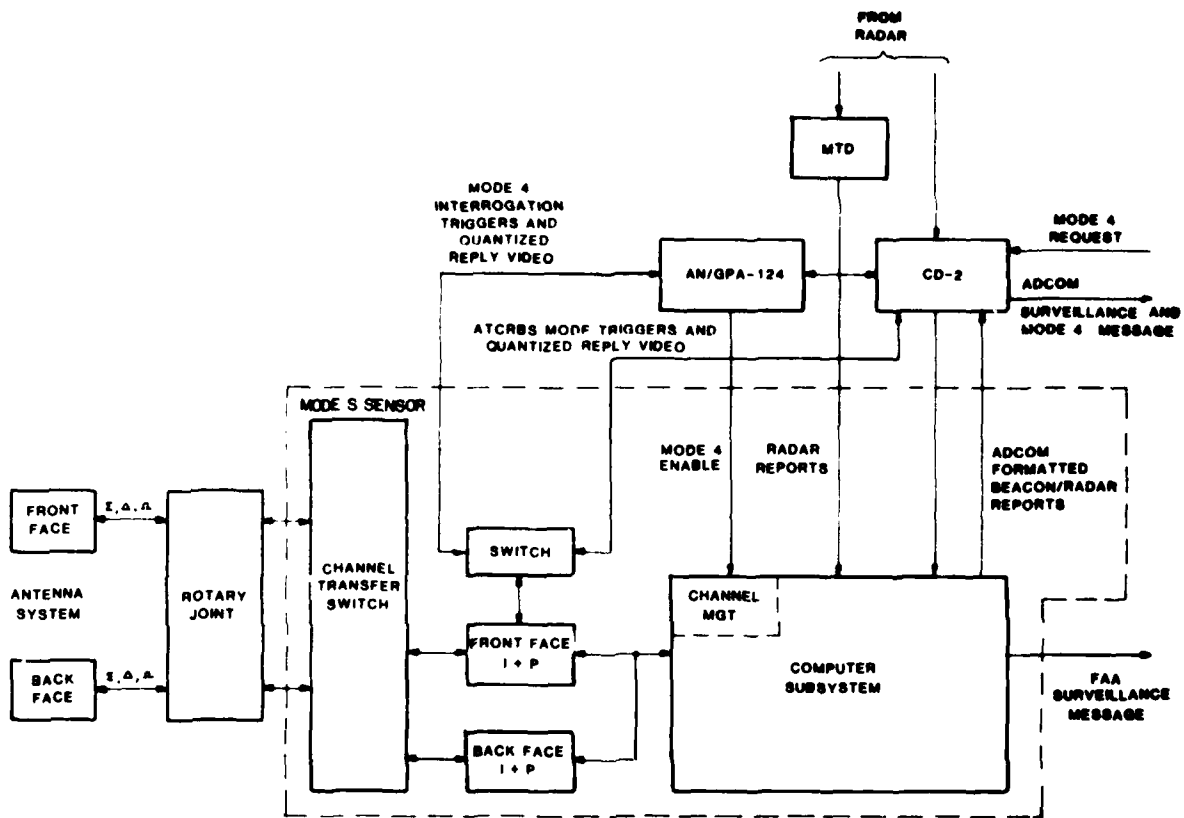 FROM
RADAR
MTD
MODE 4
INTERROGATION
TRIGGERS AND
QUANTIZED
REPLY VIDEO
MODE 4
REQUEST
AN/GPA-124
CD-2
ADCOM
SURVEILLANCE AND
MODE 4 MESSAGE
ATCRBS MODE TRIGGERS AND
QUANTIZED REPLY VIDEO
MODE S SENSOR
MODE 4
ENABLE
RADAR
REPORTS
ADCOM
FORMATTED
BEACON/RADAR
REPORTS
FRONT
FACE
Σ, Δ, Ω
ANTENNA
SYSTEM
ROTARY
JOINT
CHANNEL
TRANSFER
SWITCH
SWITCH
CHANNEL
MGT
FRONT FACE
I + P
COMPUTER
SUBSYSTEM
BACK
FACE
Σ, Δ, Ω
FAA
SURVEILLANCE
MESSAGE
BACK FACE
I + P